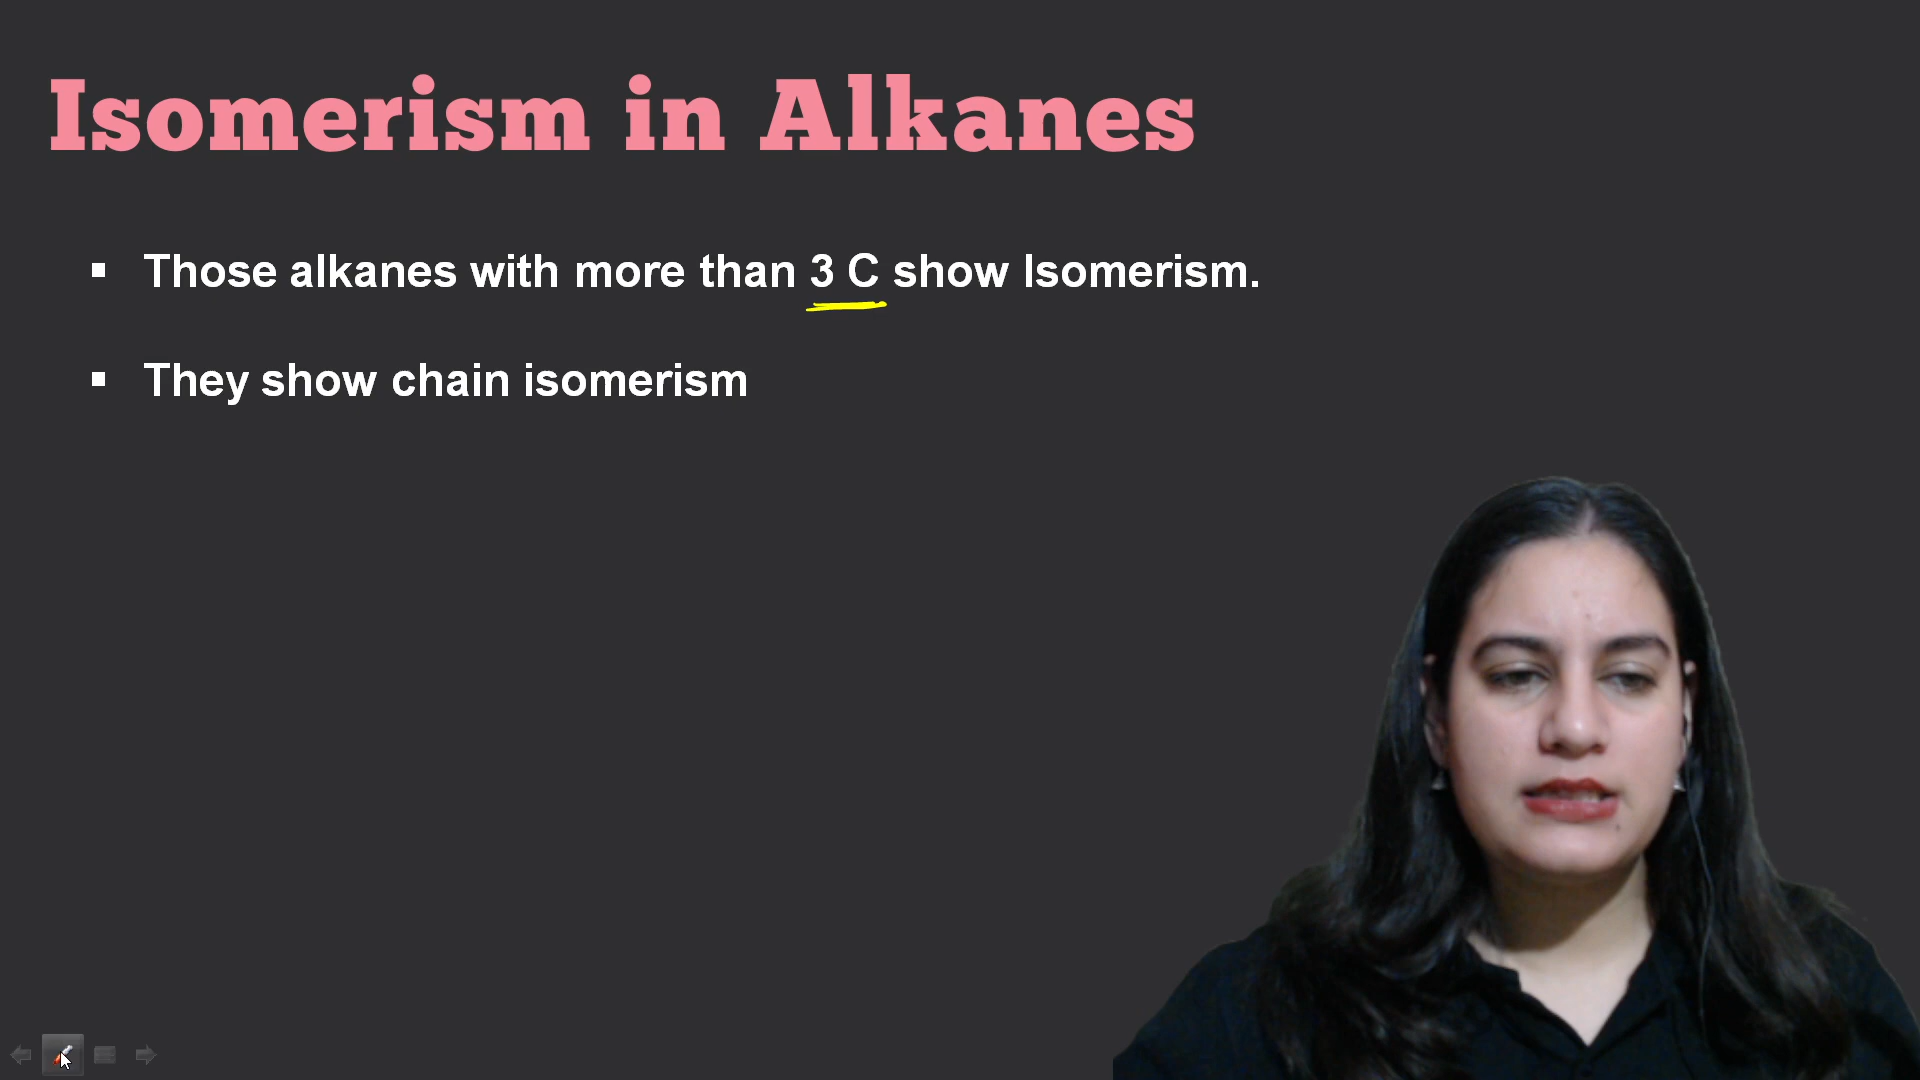 Isomerism in Alkanes
▪ Those alkanes with more than 3 C show Isomerism.
▪ They show chain isomerism